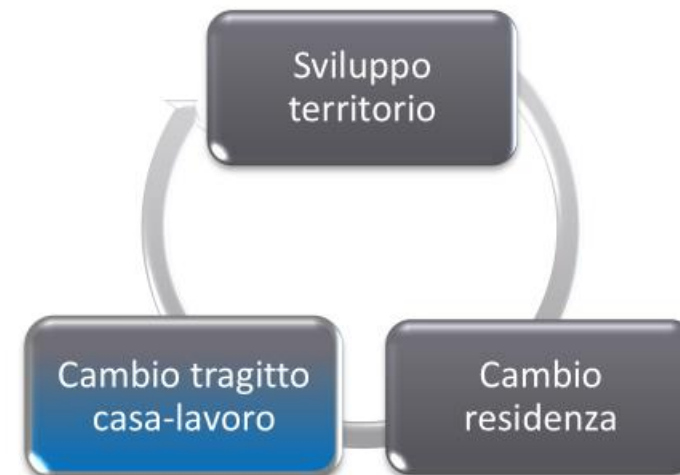 Sviluppo
territorio
Cambio tragitto
casa-lavoro
Cambio
residenza